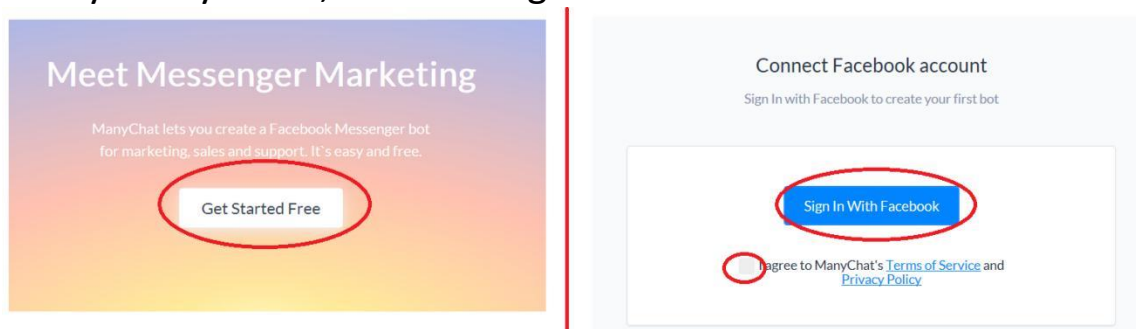 Meet Messenger Marketing
ManyChat lets you create a Facebook Messenger bot
for marketing, sales and support. It`s easy and free.
Get Started Free
Connect Facebook account
Sign In with Facebook to create your first bot
Sign In With Facebook
I agree to ManyChat's Terms of Service and
Privacy Policy